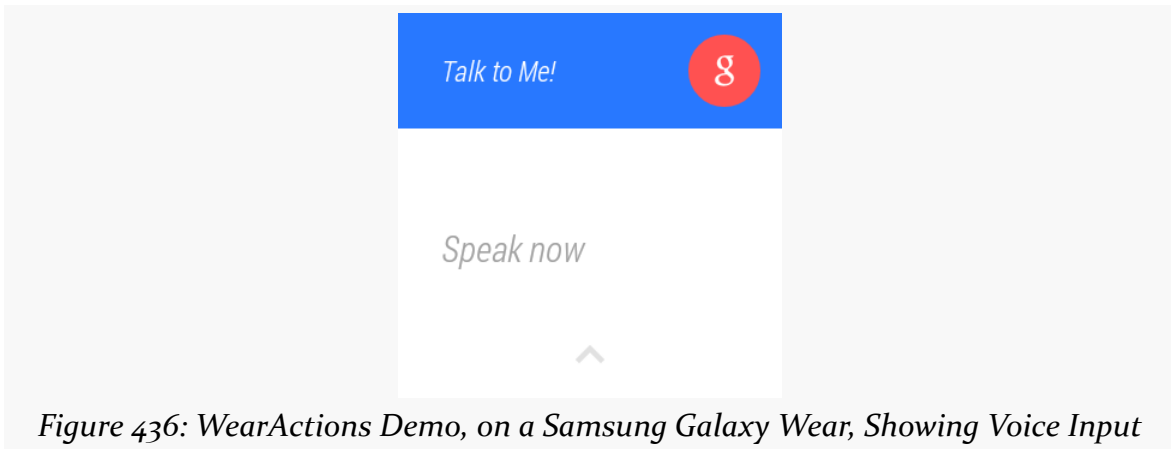 Talk to Me! g
Speak now
Figure 436: WearActions Demo, on a Samsung Galaxy Wear, Showing Voice Input